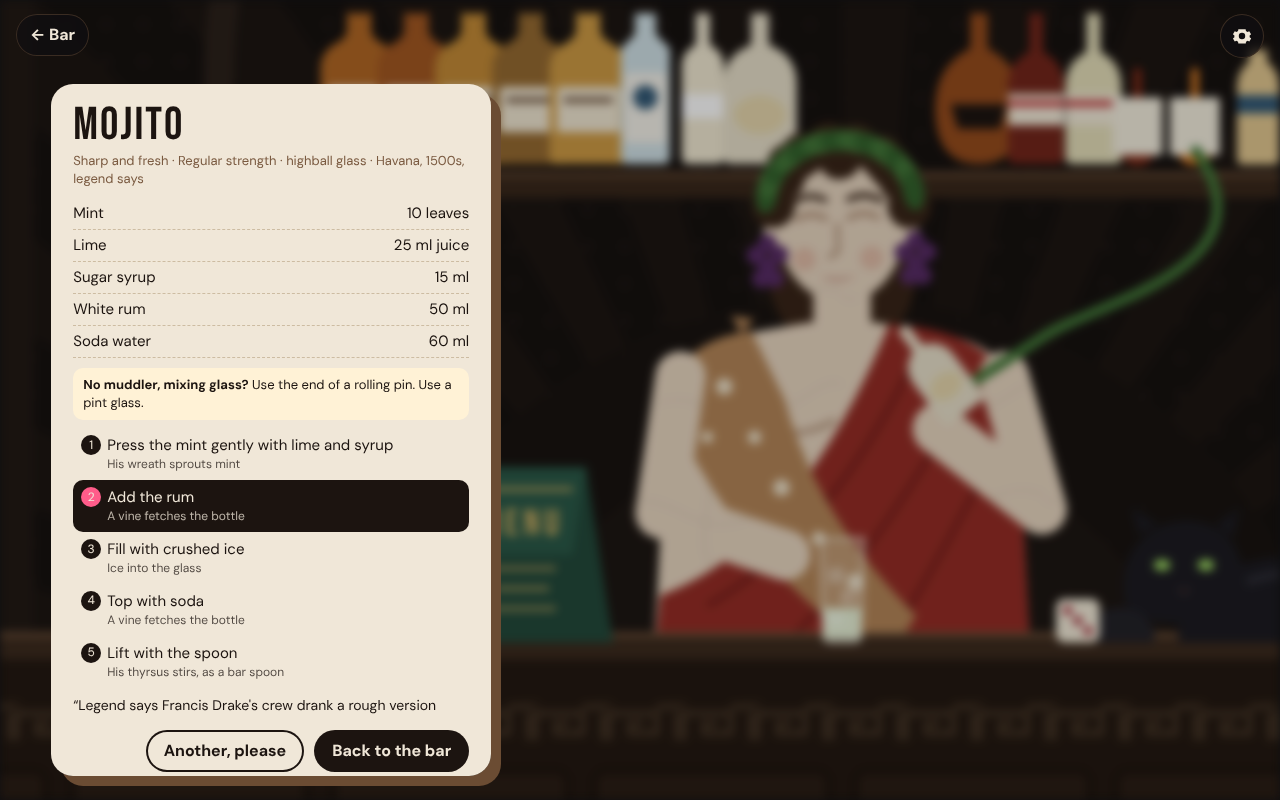 ← Bar
MOJITO
Sharp and fresh · Regular strength · highball glass · Havana, 1500s,
legend says
Mint 10 leaves
Lime 25 ml juice
Sugar syrup 15 ml
White rum 50 ml
Soda water 60 ml
No muddler, mixing glass? Use the end of a rolling pin. Use a
pint glass.
1 Press the mint gently with lime and syrup
His wreath sprouts mint
2 Add the rum
A vine fetches the bottle
3 Fill with crushed ice
Ice into the glass
4 Top with soda
A vine fetches the bottle
5 Lift with the spoon
His thyrsus stirs, as a bar spoon
“Legend says Francis Drake's crew drank a rough version
Another, please
Back to the bar